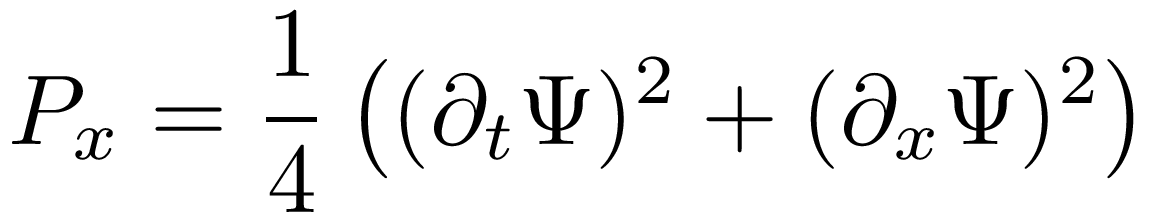 $P_x = \frac{1}{4} \left( (\partial_t \Psi)^2 + (\partial_x \Psi)^2 \right)$